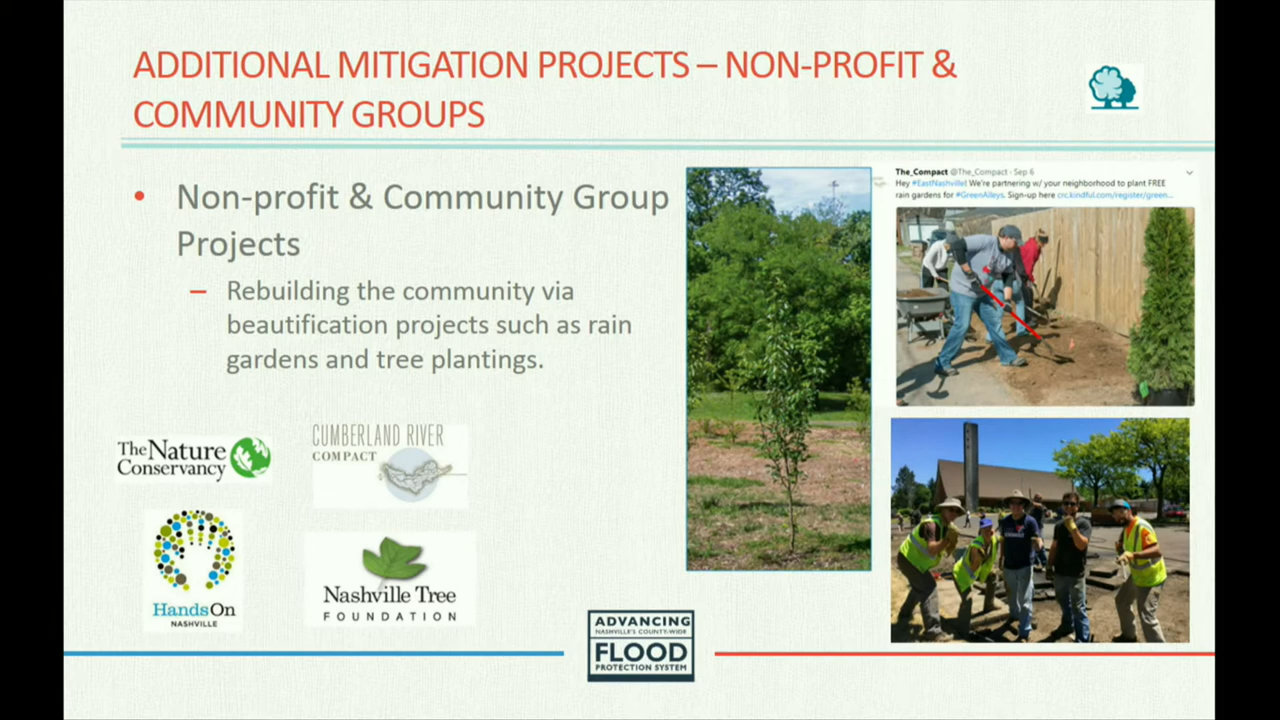 ADDITIONAL MITIGATION PROJECTS – NON-PROFIT &
COMMUNITY GROUPS
• Non-profit & Community Group
Projects
– Rebuilding the community via
beautification projects such as rain
gardens and tree plantings.
The_Compact @The_Compact · Sep 6
Hey #EastNashville! We're partnering w/ your neighborhood to plant FREE
rain gardens for #GreenAlleys. Sign-up here crc.kindful.com/register/green...
The Nature
Conservancy
CUMBERLAND RIVER
COMPACT
HandsOn
NASHVILLE
Nashville Tree
FOUNDATION
ADVANCING
NASHVILLE'S COUNTY-WIDE
FLOOD
PROTECTION SYSTEM